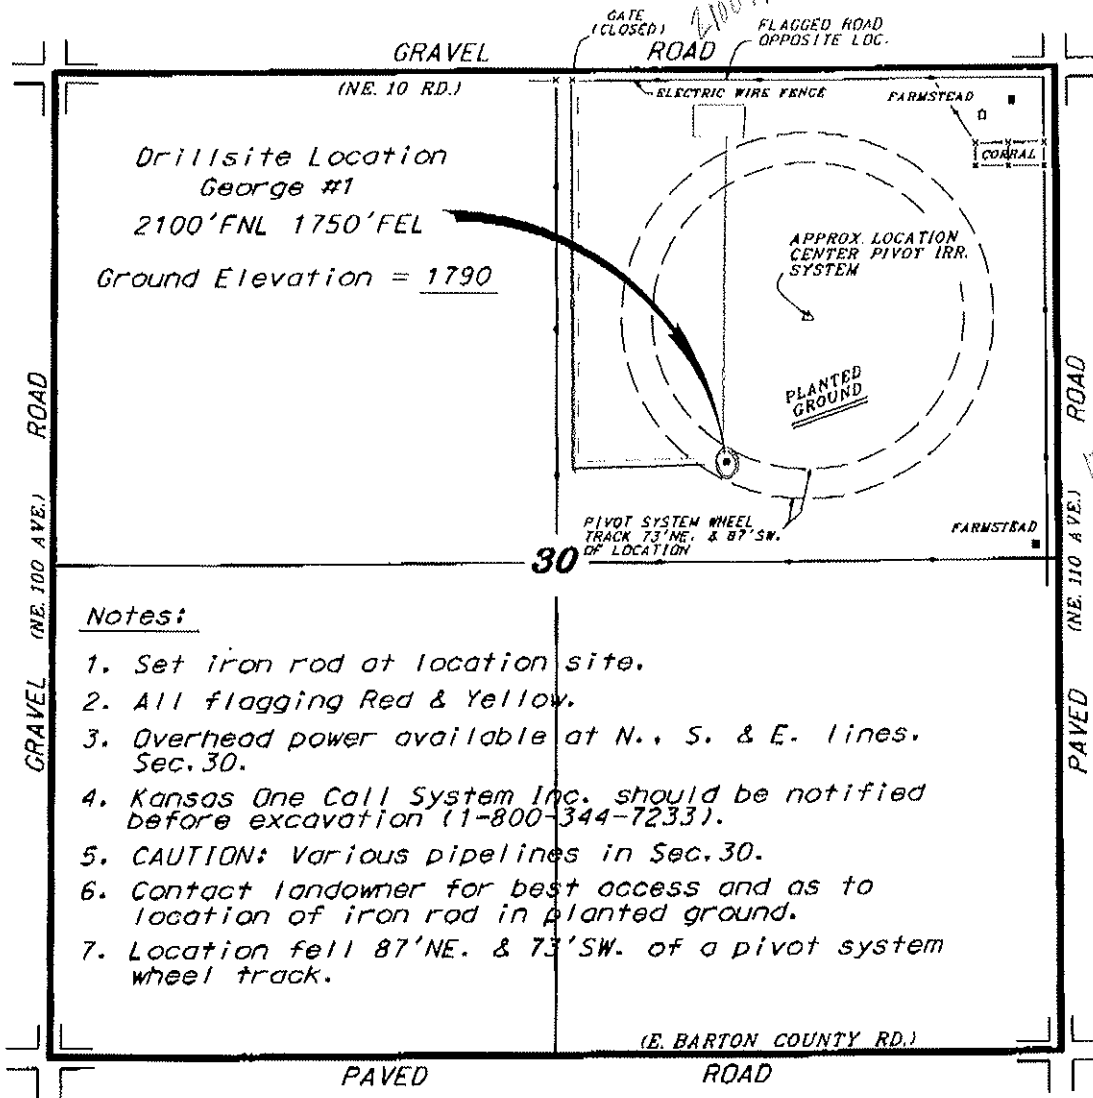 GATE
(CLOSED)
2100
FLAGGED ROAD
OPPOSITE LOC.
GRAVEL ROAD
(NE. 10 RD.)
ELECTRIC WIRE FENCE
FARMSTEAD
CORRAL
Drillsite Location
George #1
2100'FNL 1750'FEL
Ground Elevation = 1790
APPROX. LOCATION
CENTER PIVOT IRR.
SYSTEM
PLANTED
GROUND
PIVOT SYSTEM WHEEL
TRACK 73'NE. & 87'SW.
OF LOCATION
FARMSTEAD
30
GRAVEL (NE. 100 AVE.) ROAD
PAVED (NE. 110 AVE.) ROAD
Notes:
1. Set iron rod at location site.
2. All flagging Red & Yellow.
3. Overhead power available at N., S. & E. lines.
Sec.30.
4. Kansas One Call System Inc. should be notified
before excavation (1-800-344-7233).
5. CAUTION: Various pipelines in Sec.30.
6. Contact landowner for best access and as to
location of iron rod in planted ground.
7. Location fell 87'NE. & 73'SW. of a pivot system
wheel track.
(E. BARTON COUNTY RD.)
PAVED ROAD